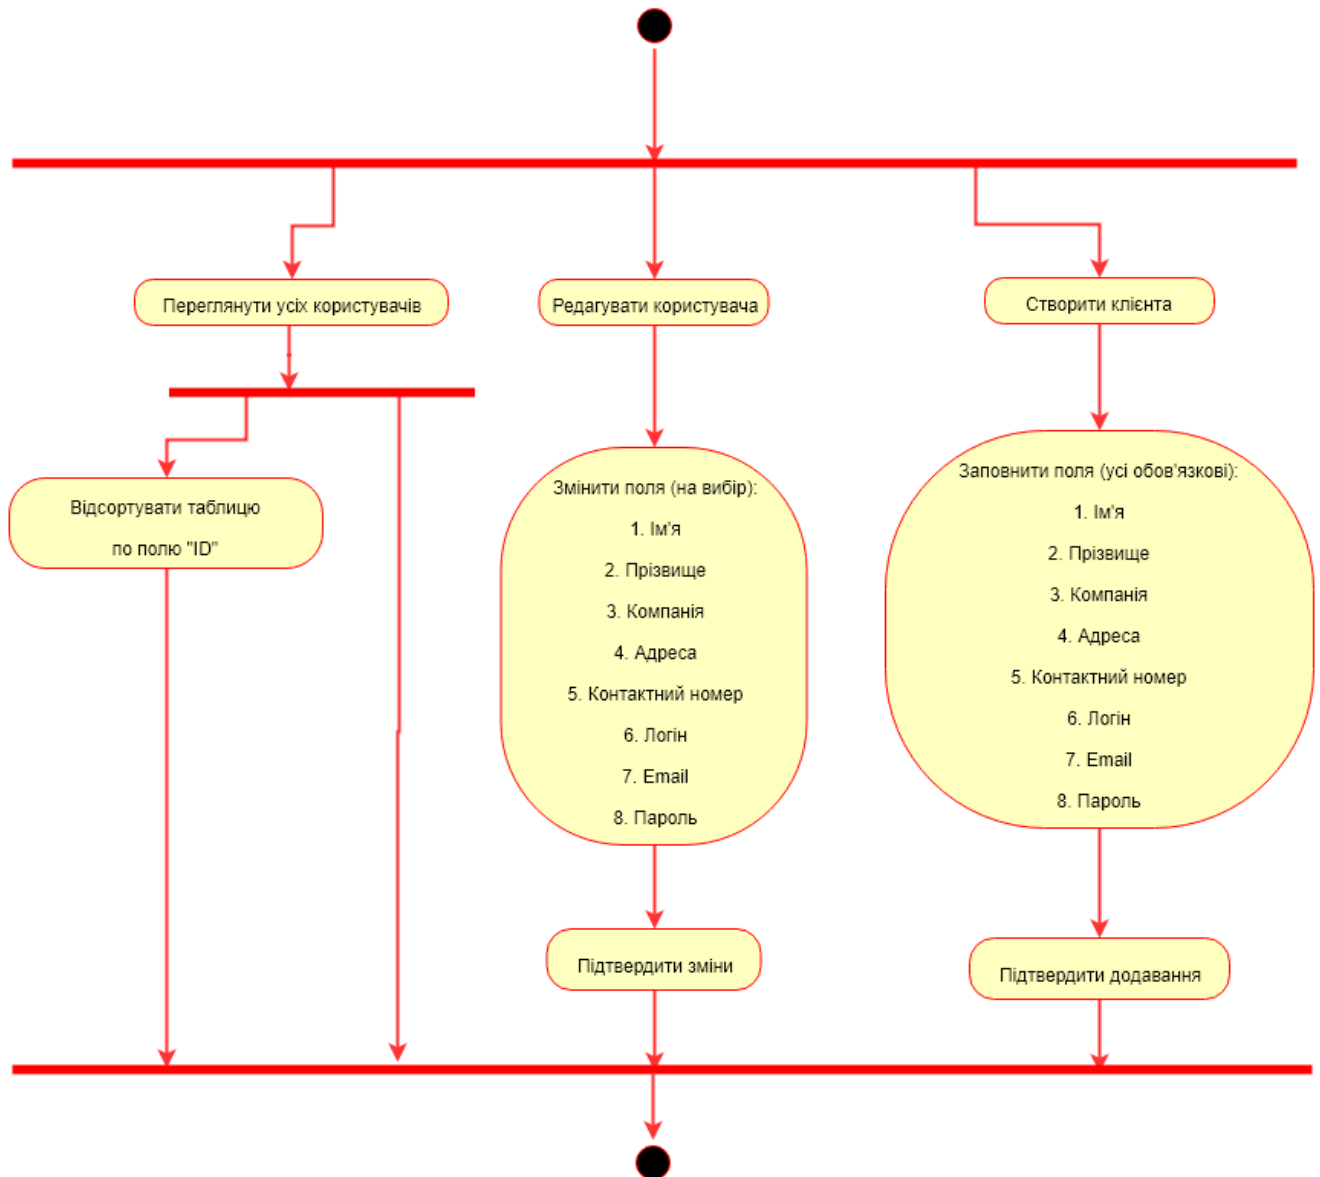 Переглянути усіх користувачів
Редагувати користувача
Створити клієнта
Відсортувати таблицю
по полю "ID"
Змінити поля (на вибір):
1. Ім'я
2. Прізвище
3. Компанія
4. Адреса
5. Контактний номер
6. Логін
7. Email
8. Пароль
Заповнити поля (усі обов'язкові):
1. Ім'я
2. Прізвище
3. Компанія
4. Адреса
5. Контактний номер
6. Логін
7. Email
8. Пароль
Підтвердити зміни
Підтвердити додавання